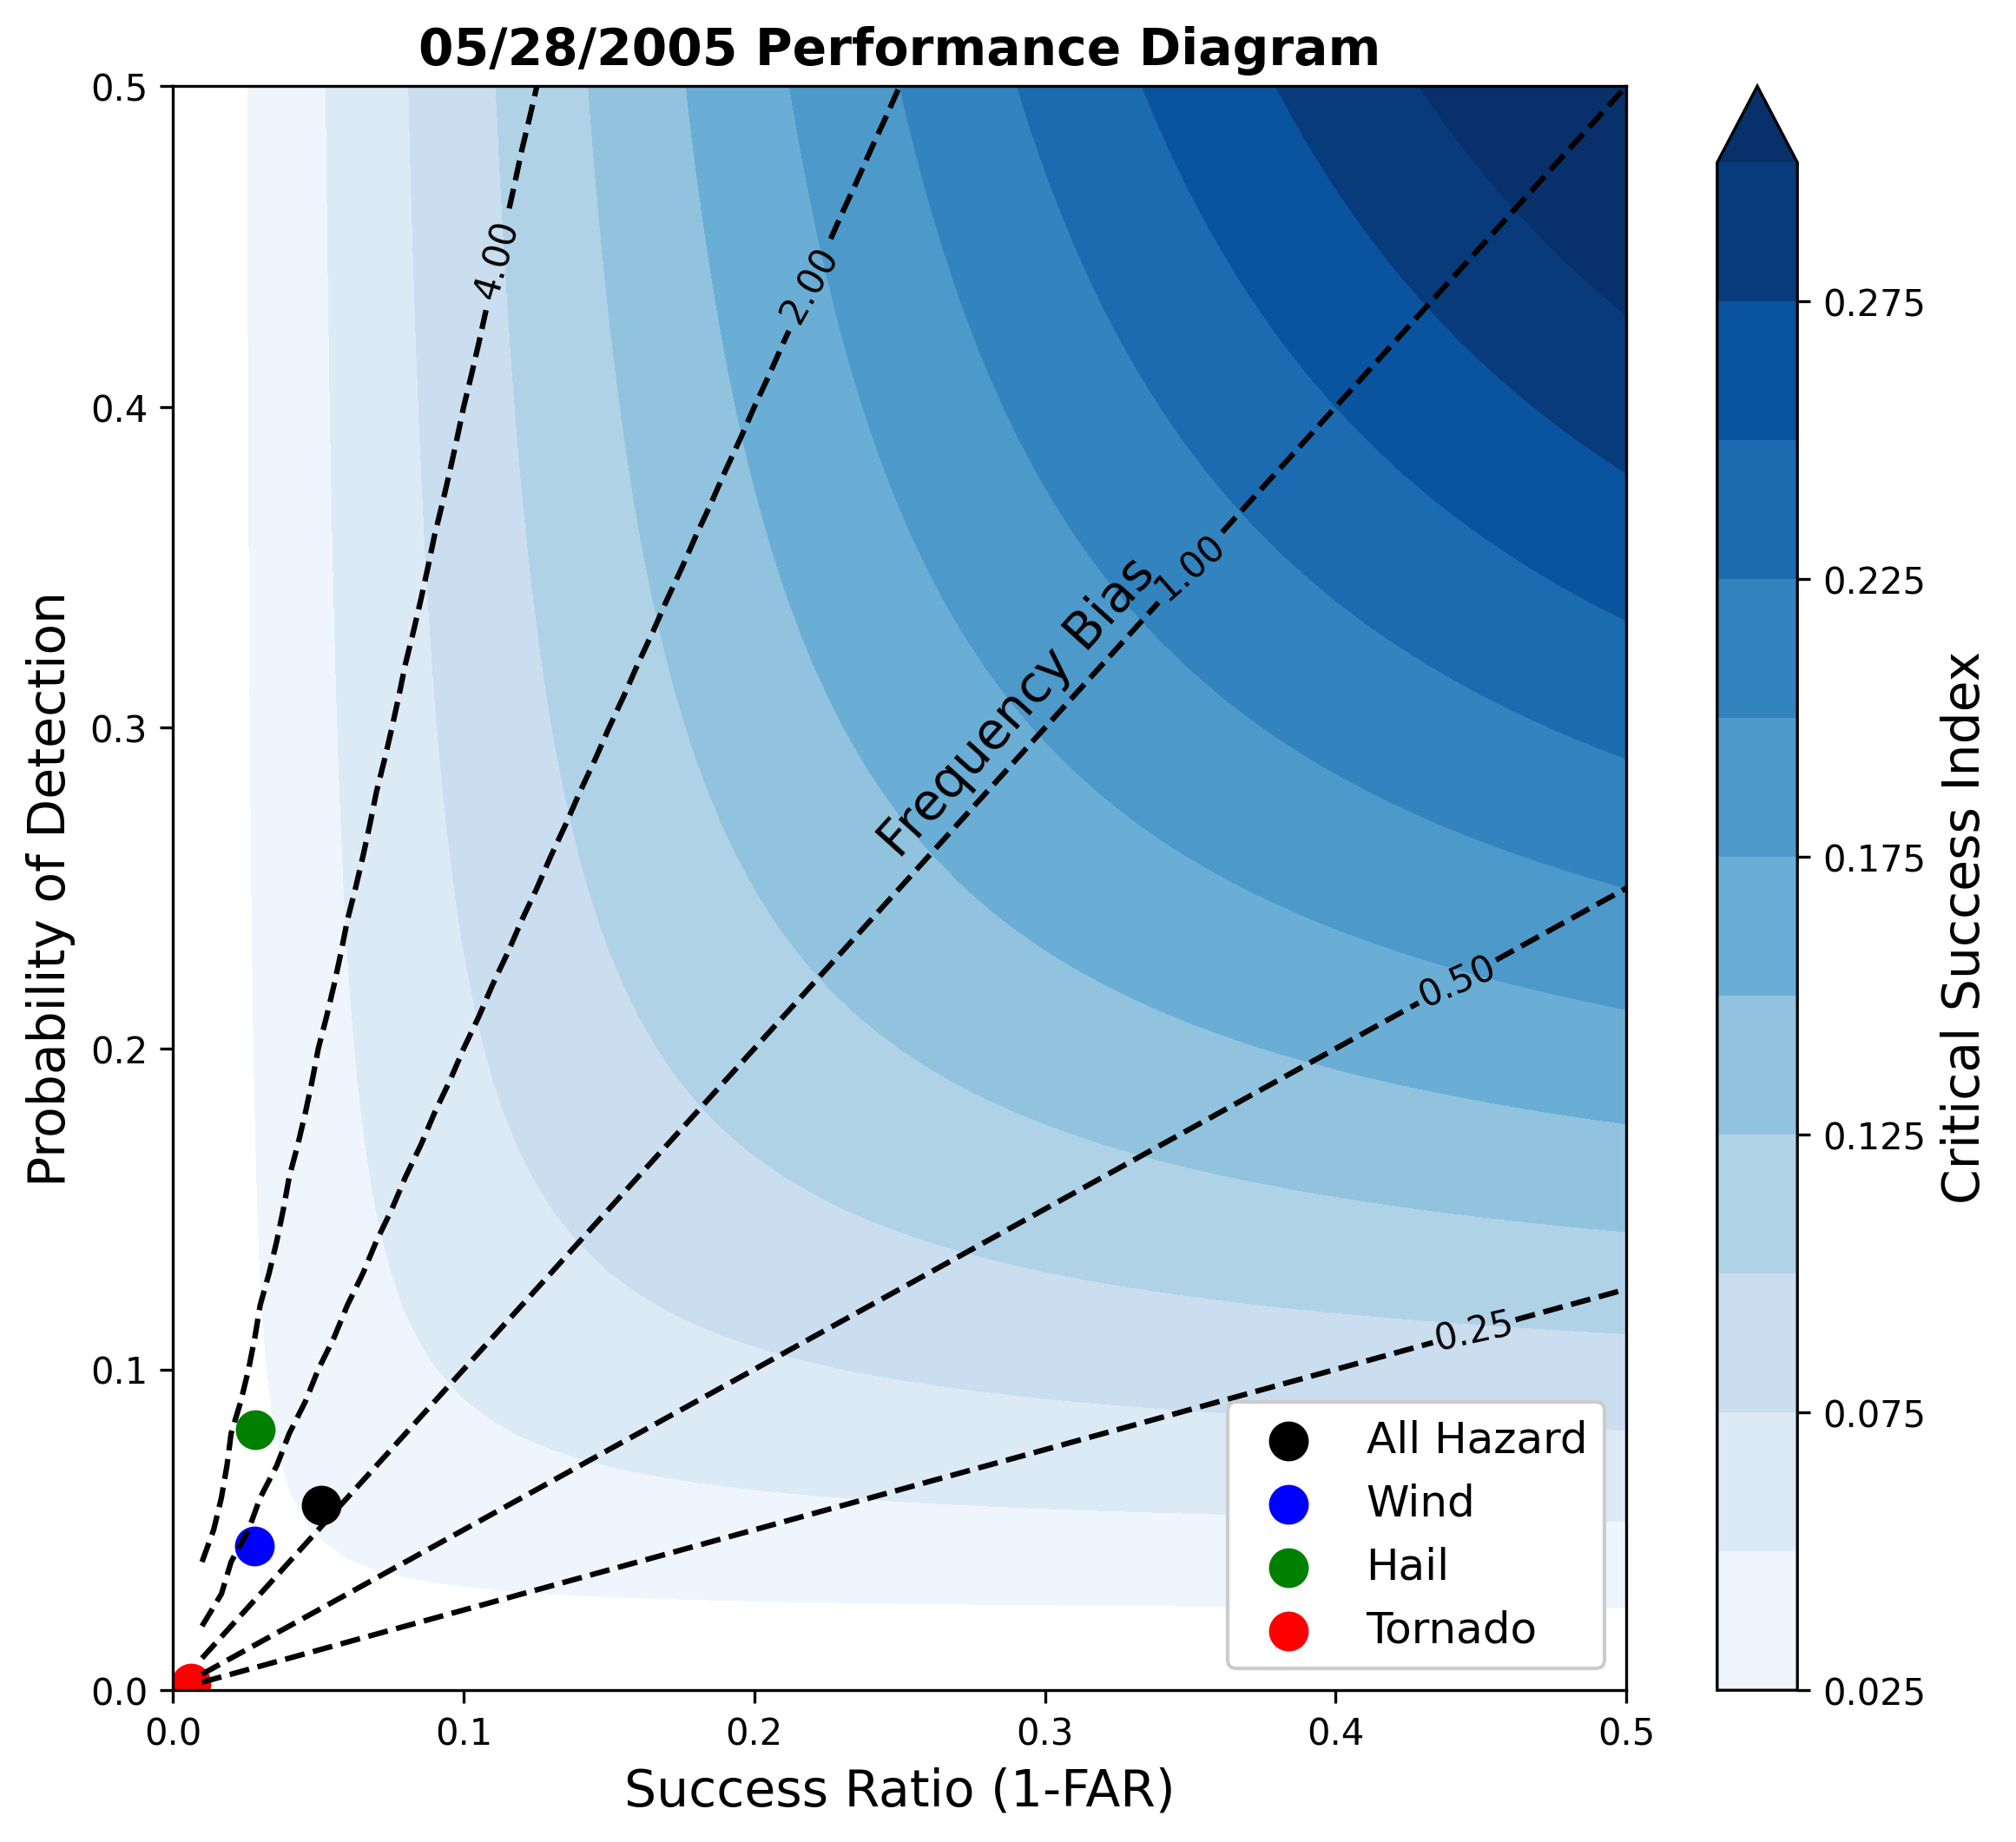 05/28/2005 Performance Diagram
0.5
0.4
0.3
0.2
0.1
0.0
Probability of Detection
4.00
2.00
1.00
0.50
0.25
Frequency Bias
All Hazard
Wind
Hail
Tornado
0.0 0.1 0.2 0.3 0.4 0.5
Success Ratio (1-FAR)
0.275
0.225
0.175
0.125
0.075
0.025
Critical Success Index